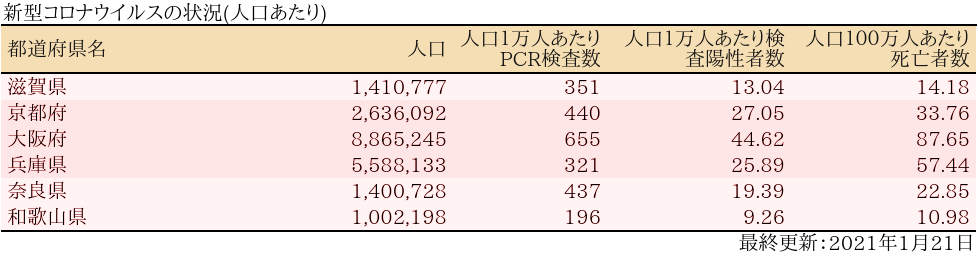 新型コロナウイルスの状況(人口あたり)
都道府県名 人口 人口1万人あたりPCR検査数 人口1万人あたり検査陽性者数 人口100万人あたり死亡者数
滋賀県 1,410,777 351 13.04 14.18
京都府 2,636,092 440 27.05 33.76
大阪府 8,865,245 655 44.62 87.65
兵庫県 5,588,133 321 25.89 57.44
奈良県 1,400,728 437 19.39 22.85
和歌山県 1,002,198 196 9.26 10.98
最終更新：2021年1月21日